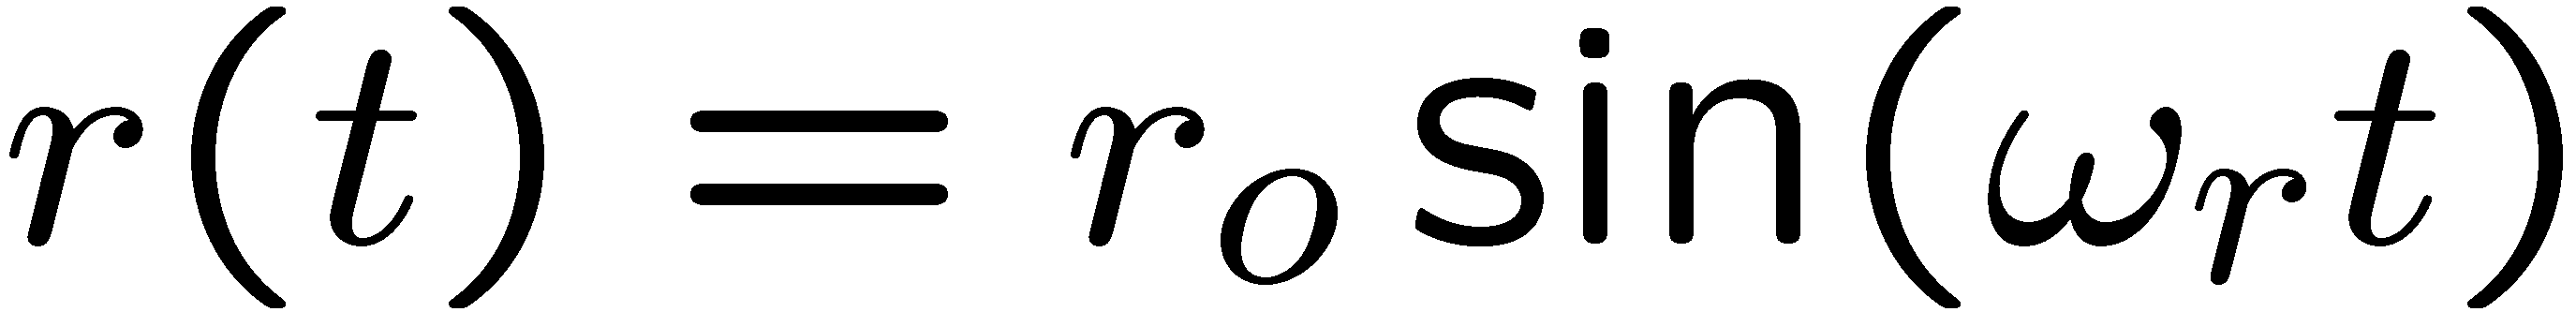 r(t) = r_o sin(ω_r t)